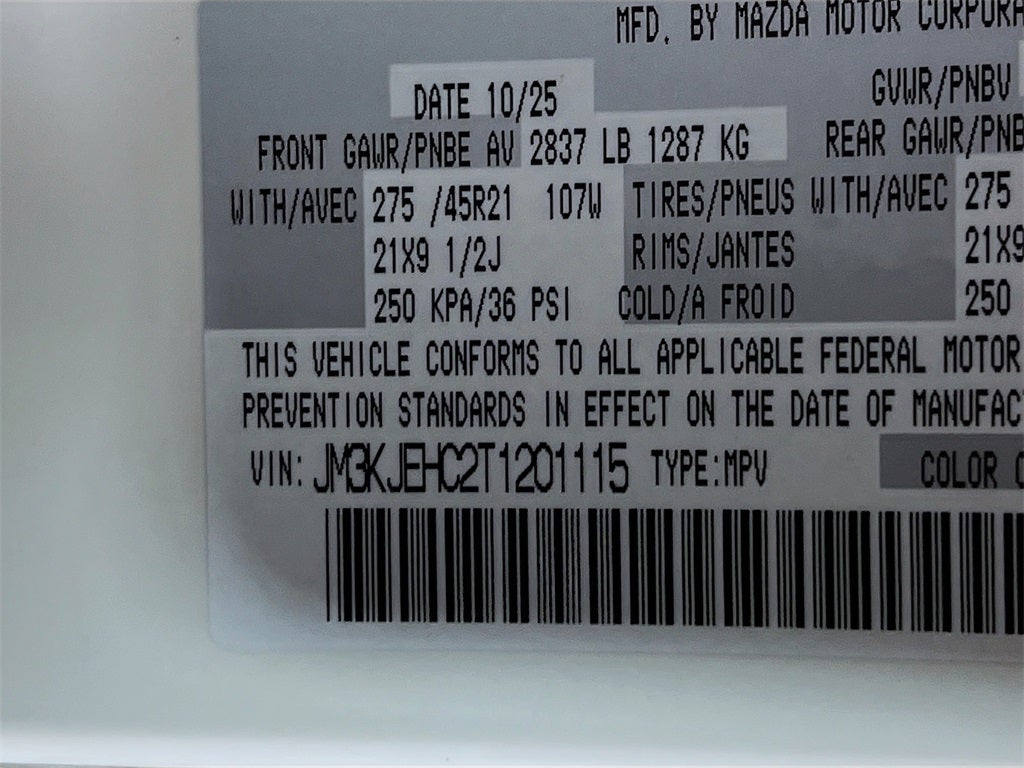 MFD. BY MAZDA MOTOR CORPORA
DATE 10/25 GVWR/PNBV
FRONT GAWR/PNBE AV 2837 LB 1287 KG REAR GAWR/PNB
WITH/AVEC 275 /45R21 107W TIRES/PNEUS WITH/AVEC 275
21X9 1/2J RIMS/JANTES 21X9
250 KPA/36 PSI COLD/A FROID 250
THIS VEHICLE CONFORMS TO ALL APPLICABLE FEDERAL MOTOR
PREVENTION STANDARDS IN EFFECT ON THE DATE OF MANUFACT
VIN: JM3KJEHC2T1201115 TYPE:MPV COLOR C